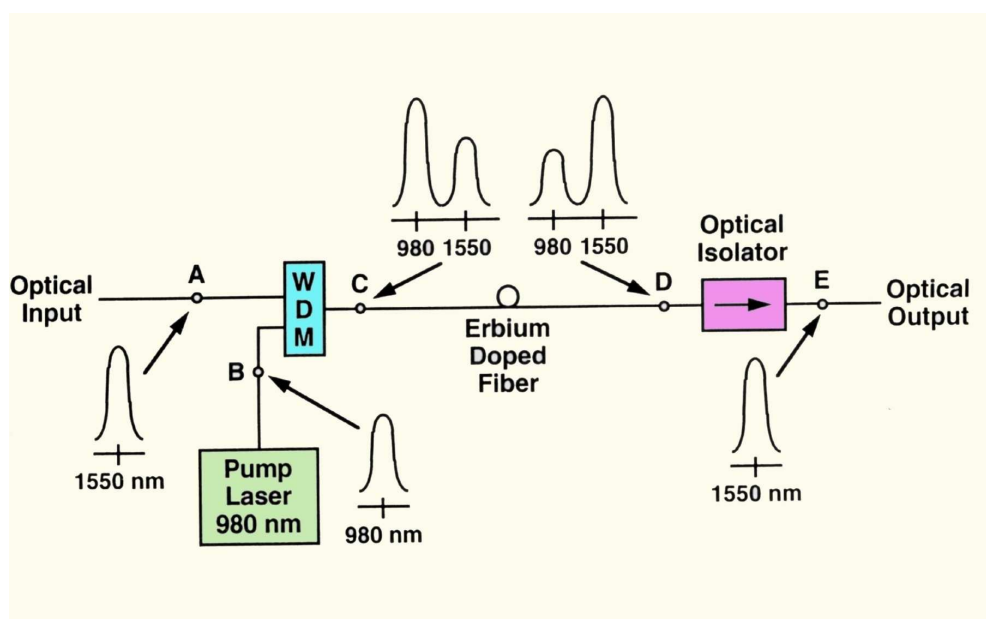 980 1550
980 1550
Optical
Isolator
Optical
Input
A
W
D
M
C
D
E
Optical
Output
Erbium
Doped
Fiber
B
1550 nm
Pump
Laser
980 nm
980 nm
1550 nm